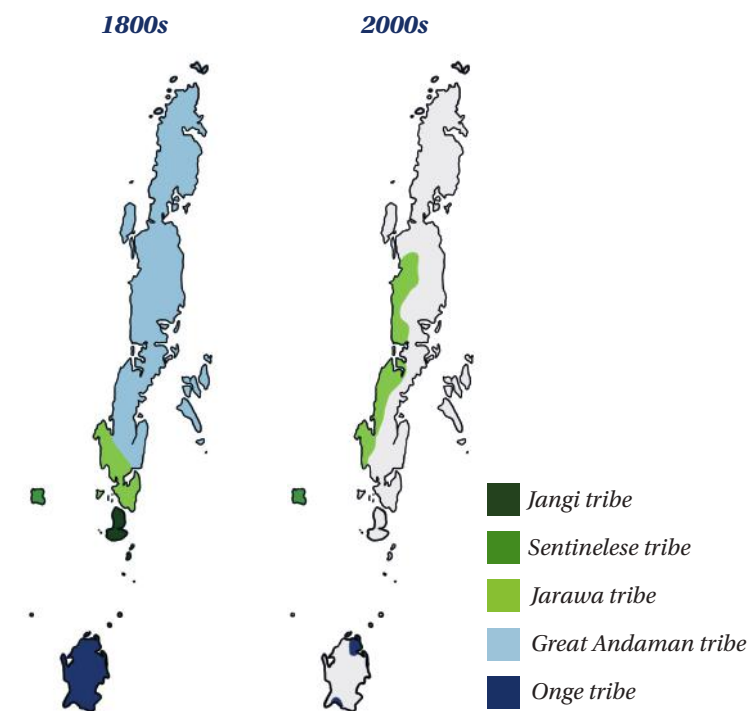 1800s
2000s
Jangi tribe
Sentinelese tribe
Jarawa tribe
Great Andaman tribe
Onge tribe